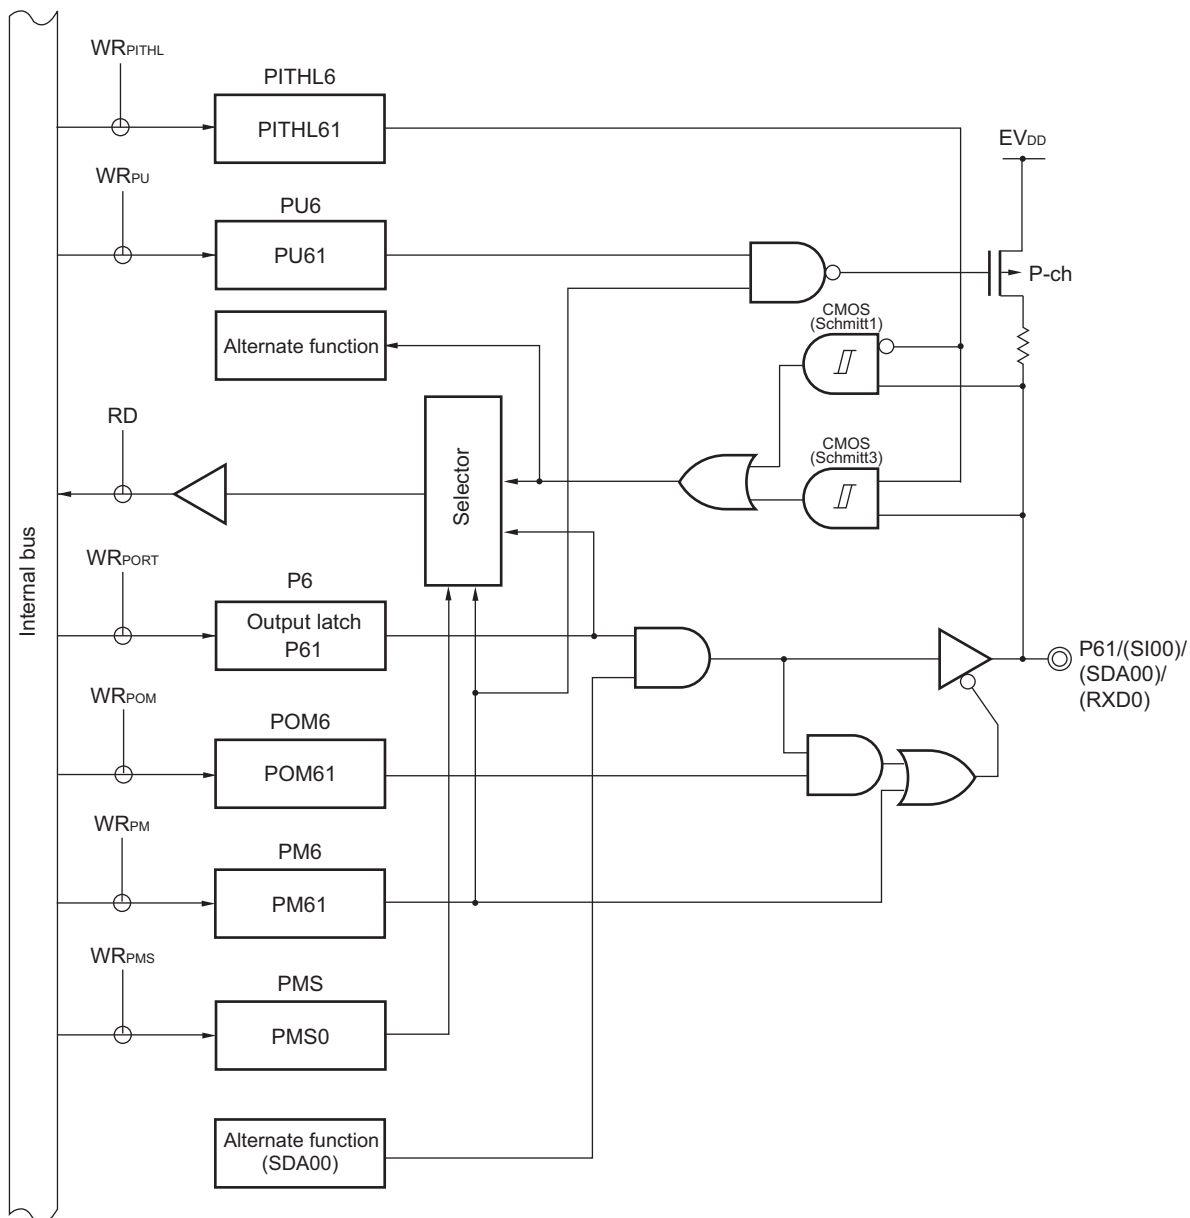 WRPITHL
PITHL6
PITHL61
EVDD
WRPU
PU6
PU61
P-ch
CMOS
(Schmitt1)
Alternate function
RD
CMOS
(Schmitt3)
Selector
Internal bus
WRPORT
P6
Output latch
P61
P61/(SI00)/
(SDA00)/
(RXD0)
WRPOM
POM6
POM61
WRPM
PM6
PM61
WRPMS
PMS
PMS0
Alternate function
(SDA00)